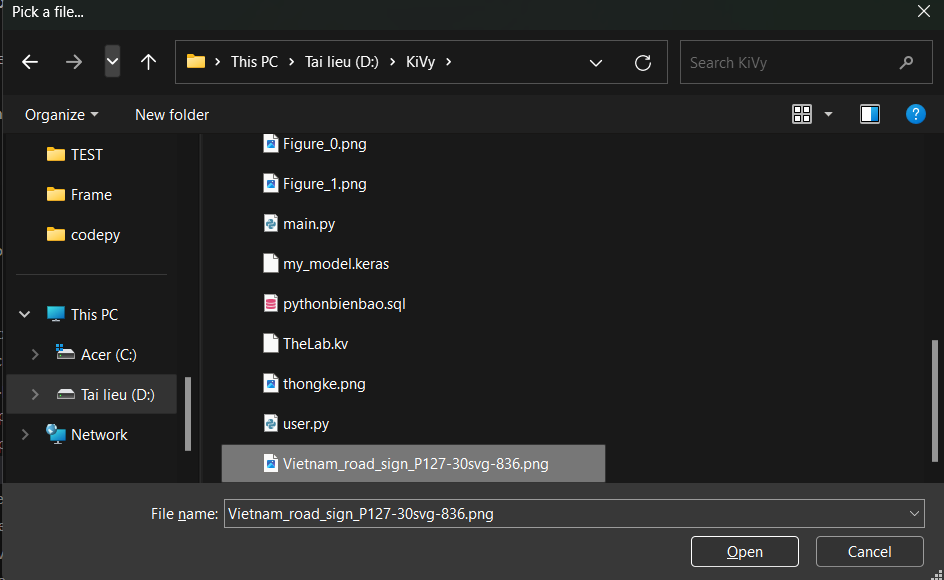 Pick a file...
This PC
Tai lieu (D:)
KiVy
Search KiVy
Organize
New folder
?
TEST
Frame
codepy
This PC
Acer (C:)
Tai lieu (D:)
Network
Figure_0.png
Figure_1.png
main.py
my_model.keras
pythonbienbao.sql
TheLab.kv
thongke.png
user.py
Vietnam_road_sign_P127-30svg-836.png
File name:
Vietnam_road_sign_P127-30svg-836.png
Open
Cancel